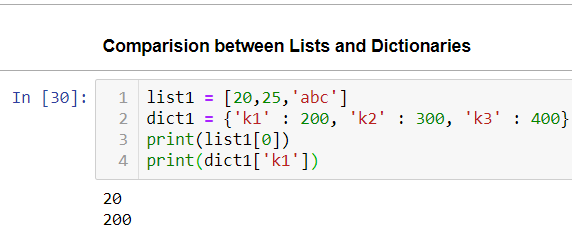 Comparision between Lists and Dictionaries
In [30]:
1 list1 = [20,25,'abc']
2 dict1 = {'k1' : 200, 'k2' : 300, 'k3' : 400}
3 print(list1[0])
4 print(dict1['k1'])
20
200